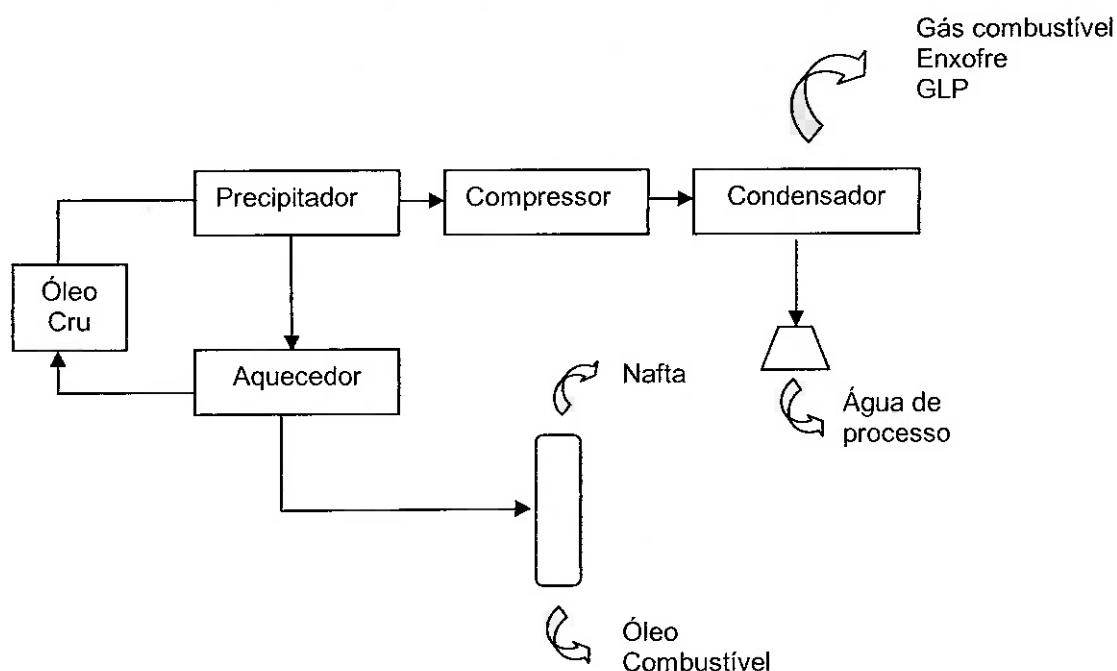 Gás combustível
Enxofre
GLP
Precipitador
Compressor
Condensador
Óleo
Cru
Aquecedor
Nafta
Água de
processo
Óleo
Combustível